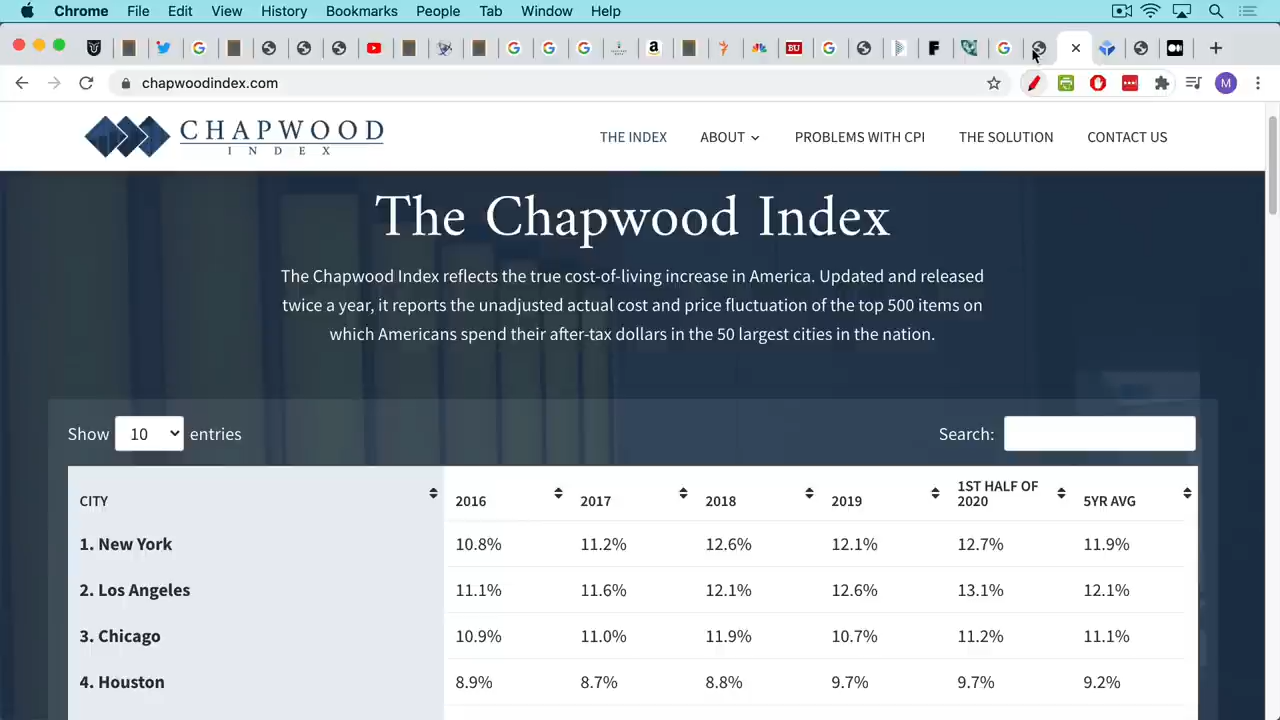 Chrome File Edit View History Bookmarks People Tab Window Help
chapwoodindex.com
M
CHAPWOOD
INDEX
THE INDEX ABOUT PROBLEMS WITH CPI THE SOLUTION CONTACT US
The Chapwood Index
The Chapwood Index reflects the true cost-of-living increase in America. Updated and released
twice a year, it reports the unadjusted actual cost and price fluctuation of the top 500 items on
which Americans spend their after-tax dollars in the 50 largest cities in the nation.
Show 10 entries Search:
CITY 2016 2017 2018 2019 1ST HALF OF 2020 5YR AVG
1. New York 10.8% 11.2% 12.6% 12.1% 12.7% 11.9%
2. Los Angeles 11.1% 11.6% 12.1% 12.6% 13.1% 12.1%
3. Chicago 10.9% 11.0% 11.9% 10.7% 11.2% 11.1%
4. Houston 8.9% 8.7% 8.8% 9.7% 9.7% 9.2%